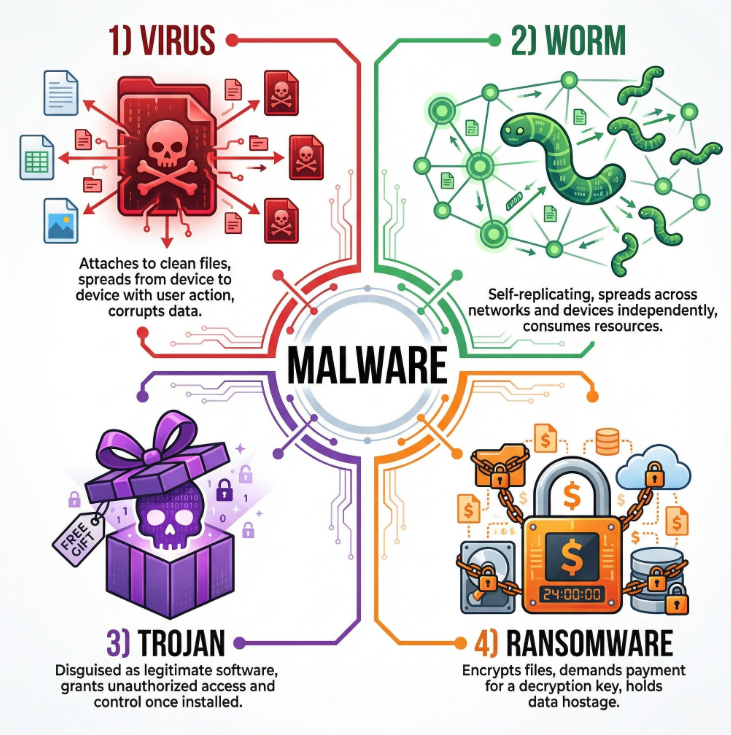 1) VIRUS
Attaches to clean files,
spreads from device to
device with user action,
corrupts data.
2) WORM
Self-replicating, spreads across
networks and devices independently,
consumes resources.
MALWARE
FREE
GIFT
3) TROJAN
Disguised as legitimate software,
grants unauthorized access and
control once installed.
$
$
24:00:00
4) RANSOMWARE
Encrypts files, demands payment
for a decryption key, holds
data hostage.